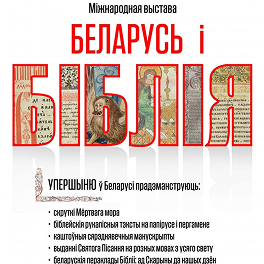 Міжнародная выстава
БЕЛАРУСЬ і
БІБЛІЯ
УПЕРШЫНЮ ў Беларусі прадэманструюць:
• скруткі Мёртвага мора
• біблейскія рукапісныя тэксты на папірусе і пергамене
• каштоўныя сярэднявечныя манускрыпты
• выданні Святога Пісання на розных мовах з усяго свету
• беларускія пераклады Бібліі: ад Скарыны да нашых дзён